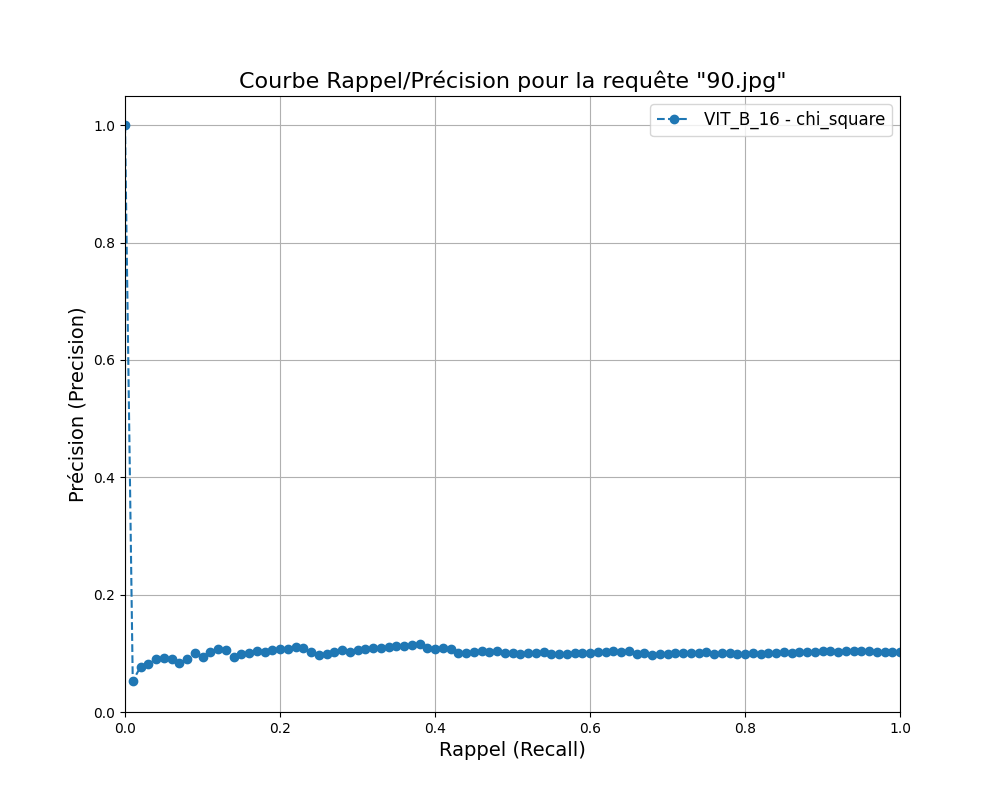 Courbe Rappel/Précision pour la requête "90.jpg"
VIT_B_16 - chi_square
Précision (Precision)
1.0
0.8
0.6
0.4
0.2
0.0
0.0 0.2 0.4 0.6 0.8 1.0
Rappel (Recall)